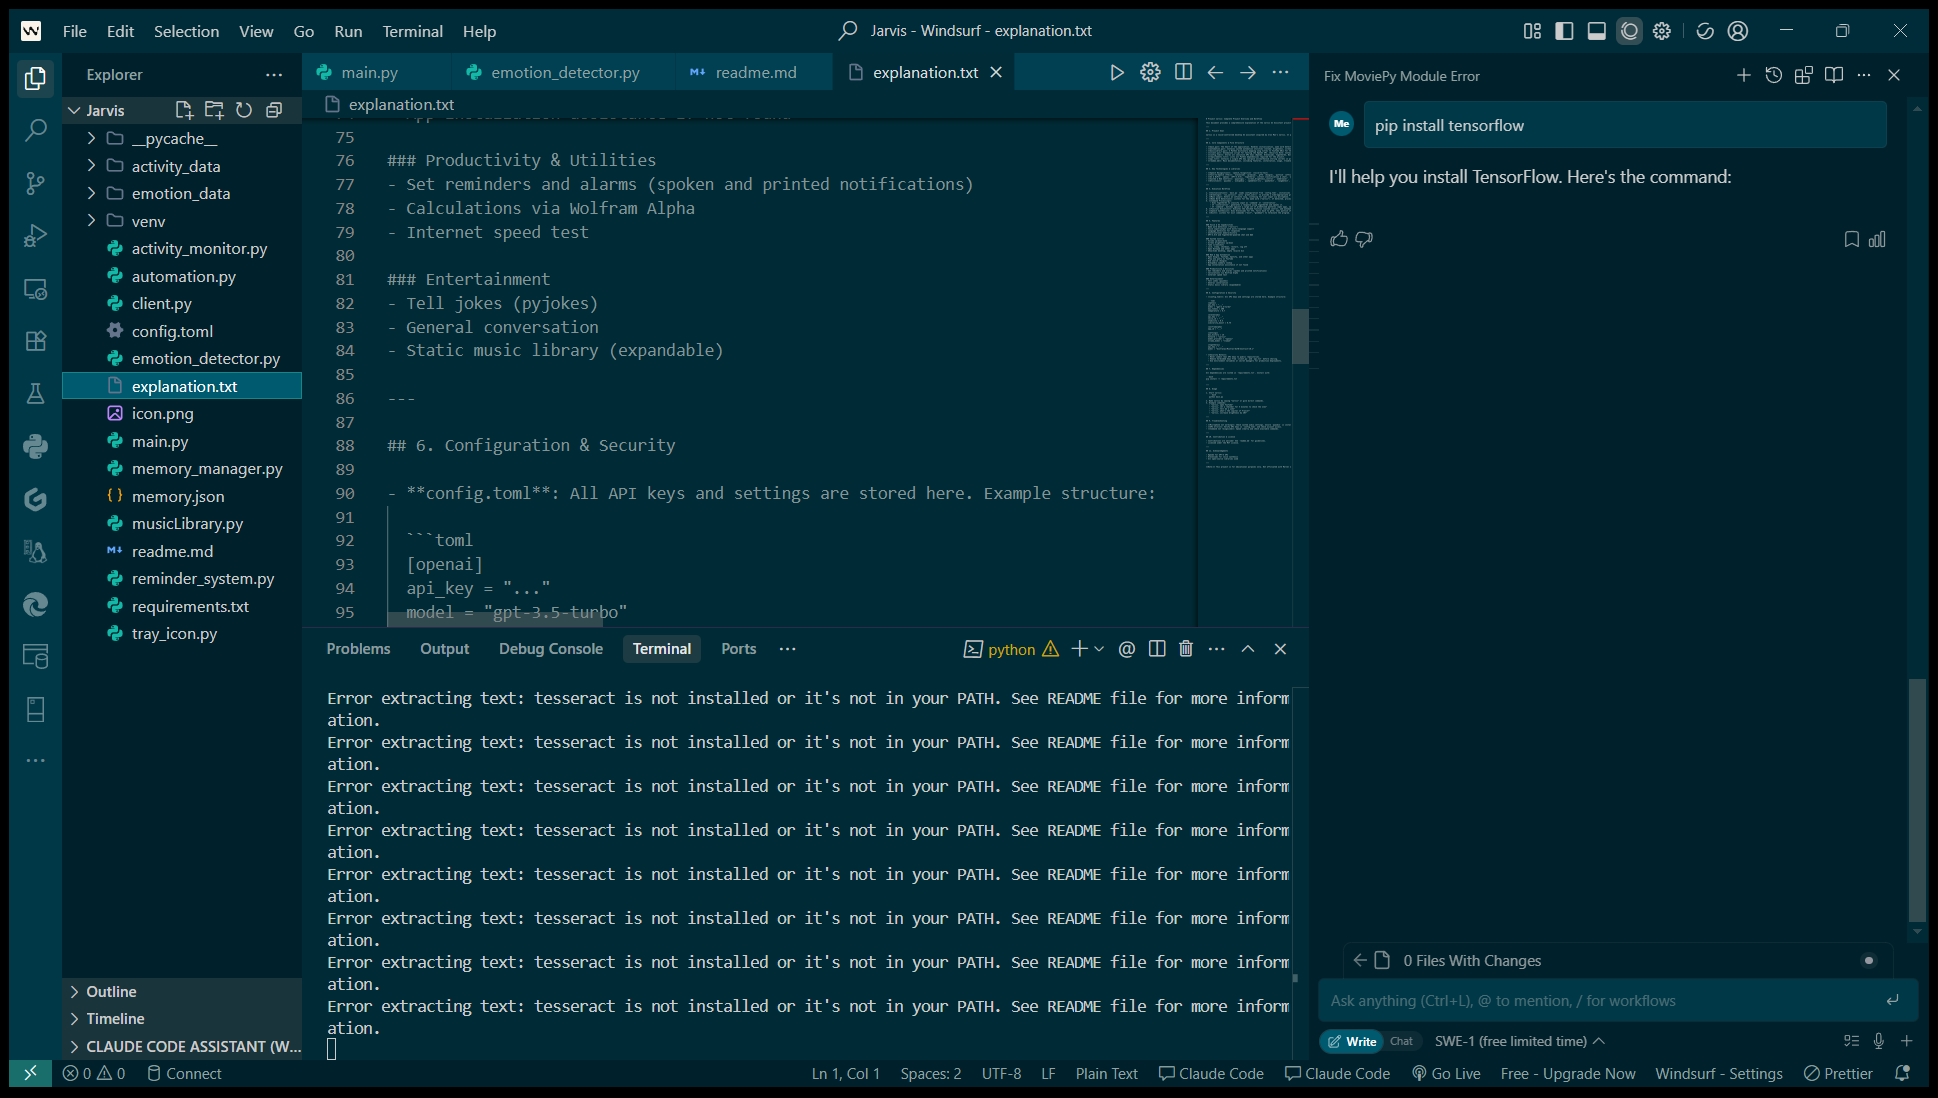 File Edit Selection View Go Run Terminal Help
Jarvis - Windsurf - explanation.txt
Explorer
Jarvis
__pycache__
activity_data
emotion_data
venv
activity_monitor.py
automation.py
client.py
config.toml
emotion_detector.py
explanation.txt
icon.png
main.py
memory_manager.py
memory.json
musicLibrary.py
readme.md
reminder_system.py
requirements.txt
tray_icon.py
Outline
Timeline
CLAUDE CODE ASSISTANT (W...
main.py emotion_detector.py readme.md explanation.txt
explanation.txt
75
76 ### Productivity & Utilities
77 - Set reminders and alarms (spoken and printed notifications)
78 - Calculations via Wolfram Alpha
79 - Internet speed test
80
81 ### Entertainment
82 - Tell jokes (pyjokes)
83 - General conversation
84 - Static music library (expandable)
85
86 ---
87
88 ## 6. Configuration & Security
89
90 - **config.toml**: All API keys and settings are stored here. Example structure:
91
92 ```toml
93 [openai]
94 api_key = "..."
95 model = "gpt-3.5-turbo"
Problems Output Debug Console Terminal Ports
python
Error extracting text: tesseract is not installed or it's not in your PATH. See README file for more inform
ation.
Error extracting text: tesseract is not installed or it's not in your PATH. See README file for more inform
ation.
Error extracting text: tesseract is not installed or it's not in your PATH. See README file for more inform
ation.
Error extracting text: tesseract is not installed or it's not in your PATH. See README file for more inform
ation.
Error extracting text: tesseract is not installed or it's not in your PATH. See README file for more inform
ation.
Error extracting text: tesseract is not installed or it's not in your PATH. See README file for more inform
ation.
Error extracting text: tesseract is not installed or it's not in your PATH. See README file for more inform
ation.
Error extracting text: tesseract is not installed or it's not in your PATH. See README file for more inform
ation.
Fix MoviePy Module Error
Me
pip install tensorflow
I'll help you install TensorFlow. Here's the command:
0 Files With Changes
Ask anything (Ctrl+L), @ to mention, / for workflows
Write Chat SWE-1 (free limited time)
0 0 Connect
Ln 1, Col 1 Spaces: 2 UTF-8 LF Plain Text Claude Code Claude Code Go Live Free - Upgrade Now Windsurf - Settings Prettier